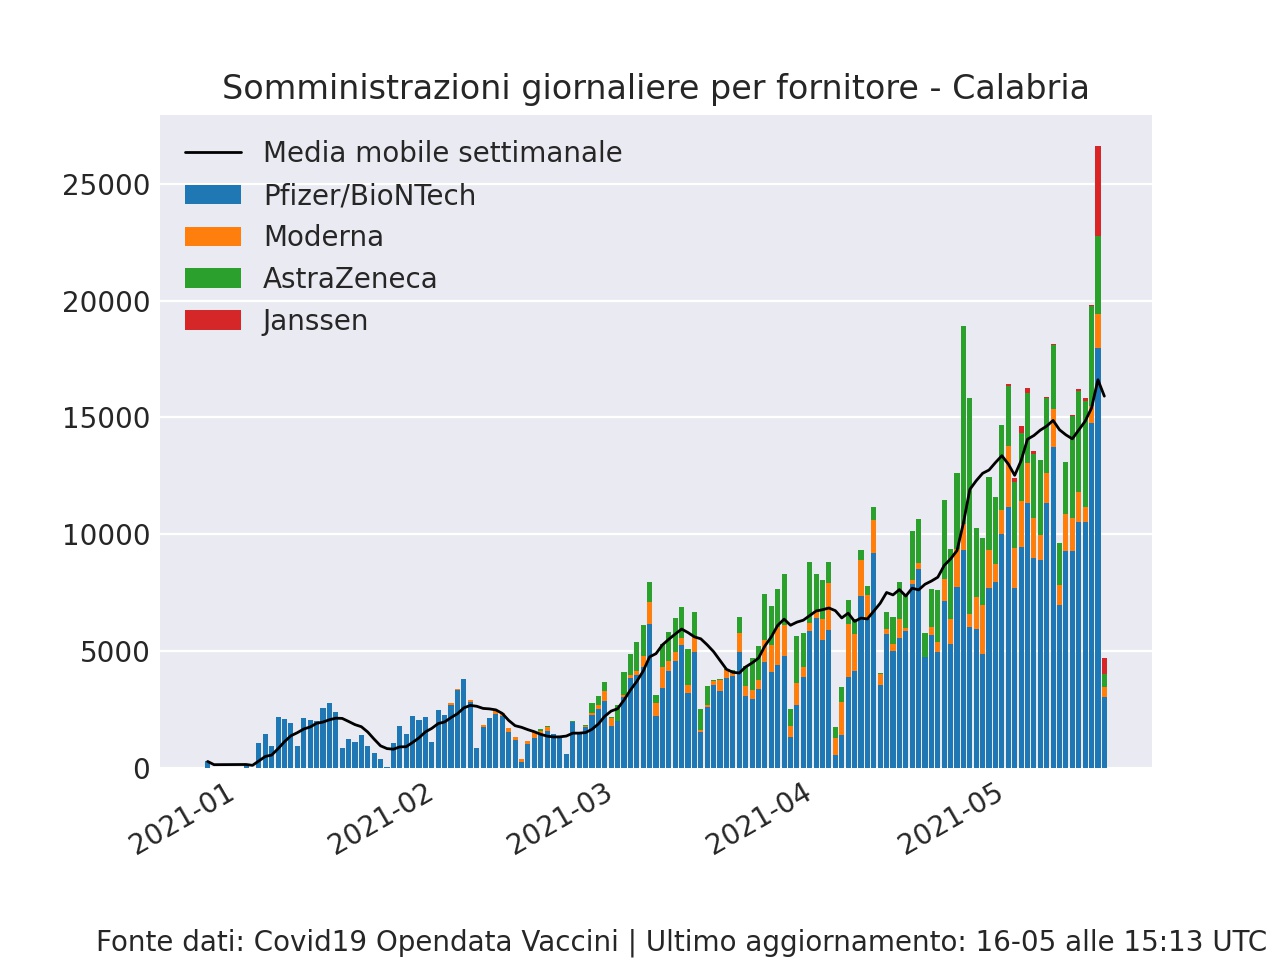 Somministrazioni giornaliere per fornitore - Calabria
Media mobile settimanale
Pfizer/BioNTech
Moderna
AstraZeneca
Janssen
25000
20000
15000
10000
5000
0
2021-01
2021-02
2021-03
2021-04
2021-05
Fonte dati: Covid19 Opendata Vaccini | Ultimo aggiornamento: 16-05 alle 15:13 UTC